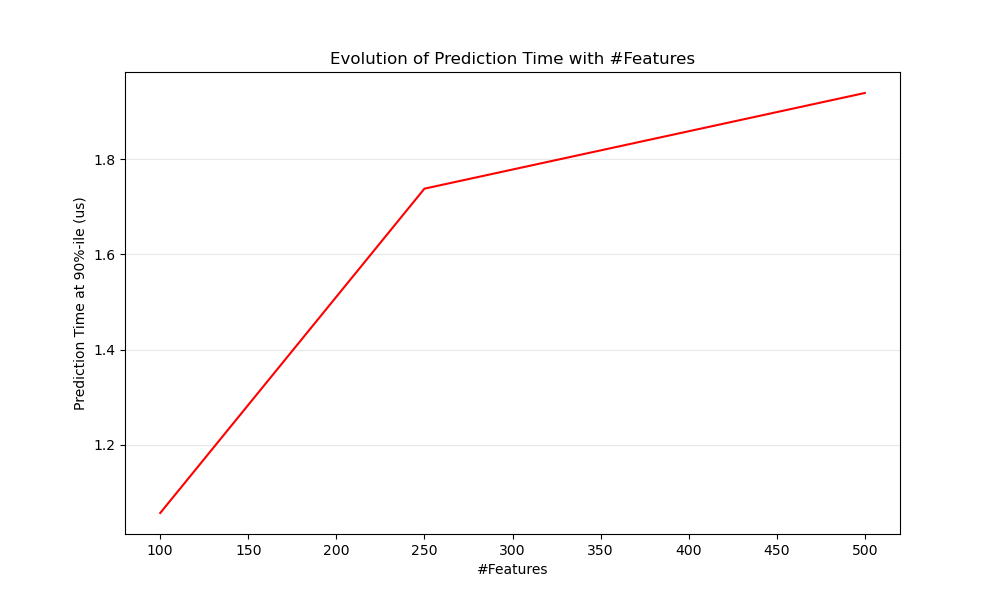 Evolution of Prediction Time with #Features
Prediction Time at 90%-ile (us)
1.8
1.6
1.4
1.2
100 150 200 250 300 350 400 450 500
#Features